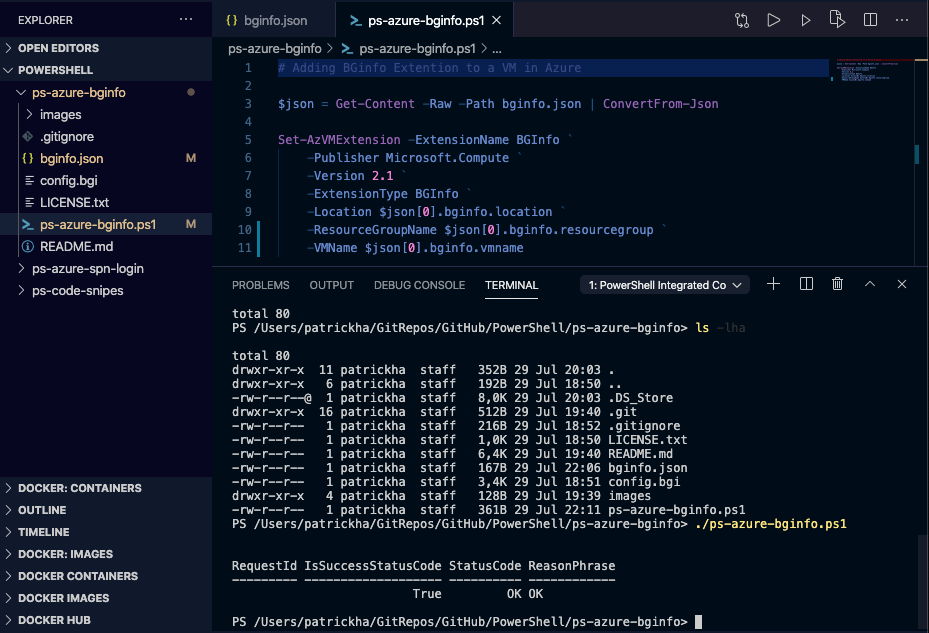 EXPLORER ...
OPEN EDITORS
POWERSHELL
ps-azure-bginfo
images
.gitignore
{} bginfo.json M
config.bgi
LICENSE.txt
ps-azure-bginfo.ps1 M
README.md
ps-azure-spn-login
ps-code-snipes
DOCKER: CONTAINERS
OUTLINE
TIMELINE
DOCKER: IMAGES
DOCKER CONTAINERS
DOCKER IMAGES
DOCKER HUB
{} bginfo.json
ps-azure-bginfo.ps1
ps-azure-bginfo > ps-azure-bginfo.ps1 > ...
1 # Adding BGinfo Extention to a VM in Azure
2
3 $json = Get-Content -Raw -Path bginfo.json | ConvertFrom-Json
4
5 Set-AzVMExtension -ExtensionName BGInfo `
6 -Publisher Microsoft.Compute `
7 -Version 2.1 `
8 -ExtensionType BGInfo `
9 -Location $json[0].bginfo.location `
10 -ResourceGroupName $json[0].bginfo.resourcegroup `
11 -VMName $json[0].bginfo.vmname
PROBLEMS OUTPUT DEBUG CONSOLE TERMINAL 1: PowerShell Integrated Co
total 80
PS /Users/patrickha/GitRepos/GitHub/PowerShell/ps-azure-bginfo> ls -lha
total 80
drwxr-xr-x 11 patrickha staff 352B 29 Jul 20:03 .
drwxr-xr-x 6 patrickha staff 192B 29 Jul 18:50 ..
-rw-r--r--@ 1 patrickha staff 8,0K 29 Jul 20:03 .DS_Store
drwxr-xr-x 16 patrickha staff 512B 29 Jul 19:40 .git
-rw-r--r-- 1 patrickha staff 216B 29 Jul 18:52 .gitignore
-rw-r--r-- 1 patrickha staff 1,0K 29 Jul 18:50 LICENSE.txt
-rw-r--r-- 1 patrickha staff 6,4K 29 Jul 19:40 README.md
-rw-r--r-- 1 patrickha staff 167B 29 Jul 22:06 bginfo.json
-rw-r--r-- 1 patrickha staff 3,4K 29 Jul 18:51 config.bgi
drwxr-xr-x 4 patrickha staff 128B 29 Jul 19:39 images
-rw-r--r-- 1 patrickha staff 361B 29 Jul 22:11 ps-azure-bginfo.ps1
PS /Users/patrickha/GitRepos/GitHub/PowerShell/ps-azure-bginfo> ./ps-azure-bginfo.ps1
RequestId IsSuccessStatusCode StatusCode ReasonPhrase
--------- ------------------- ---------- ------------
True OK OK
PS /Users/patrickha/GitRepos/GitHub/PowerShell/ps-azure-bginfo>